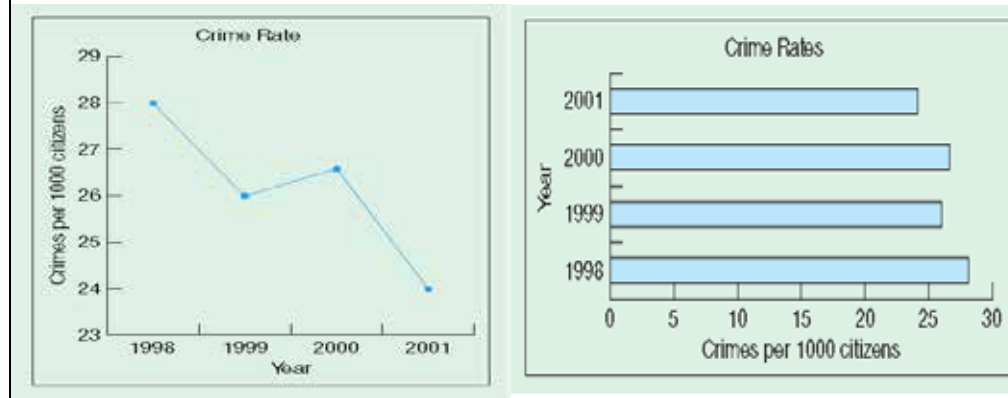 Crime Rate
29
28
27
26
25
24
23
Crimes per 1000 citizens
1998 1999 2000 2001
Year
Crime Rates
2001
2000
1999
1998
Year
0 5 10 15 20 25 30
Crimes per 1000 citizens